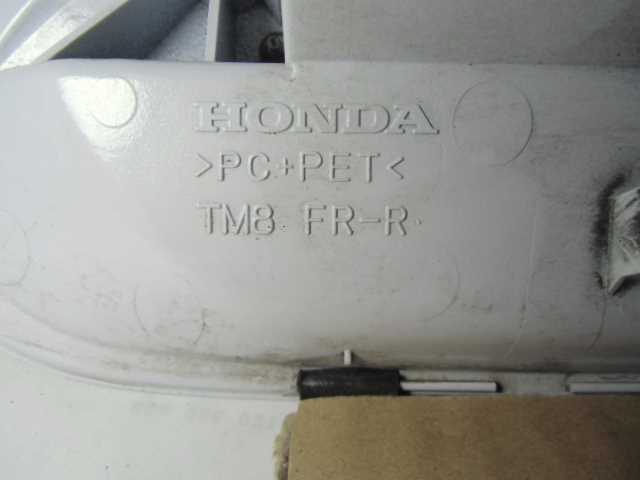 HONDA
>PC+PET<
TM8 FR-R